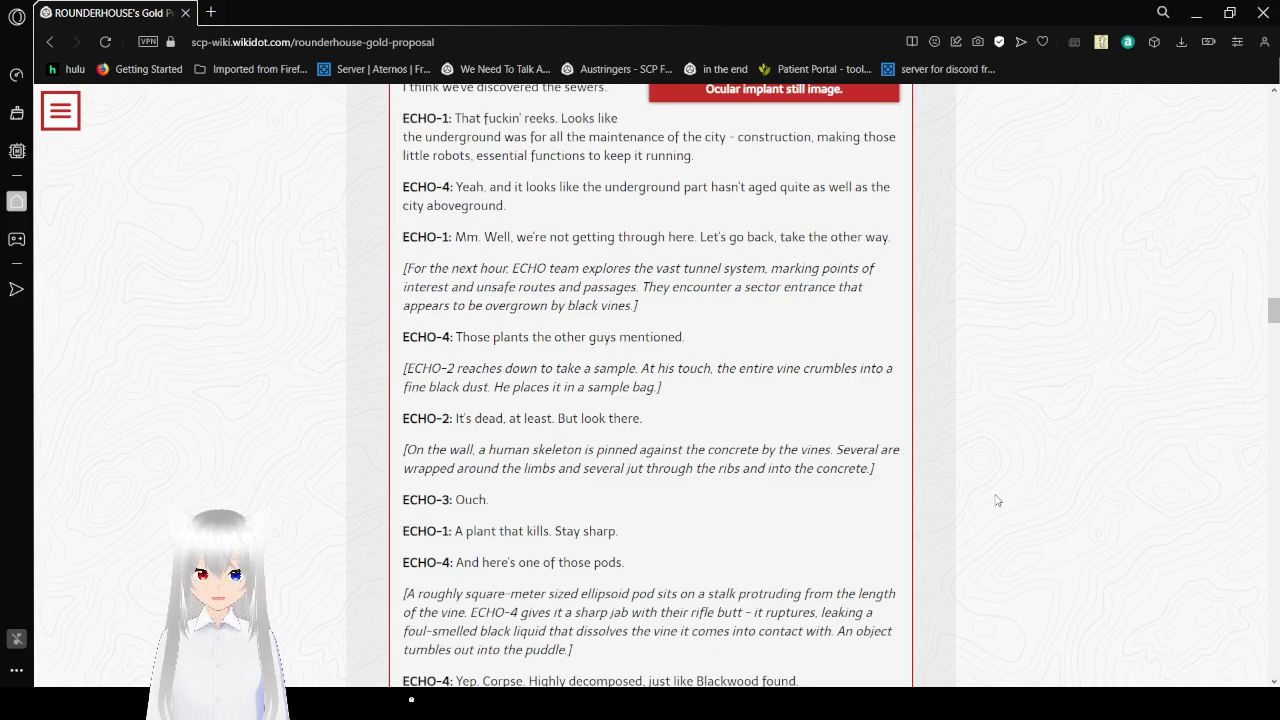 ROUNDERHOUSE's Gold P
scp-wiki.wikidot.com/rounderhouse-gold-proposal
VPN
hulu
Getting Started
Imported from Firef...
Server | Aternos | Fr...
We Need To Talk A...
Austringers - SCP F...
in the end
Patient Portal - tool...
server for discord fr...
I think we've discovered the sewers.
Ocular implant still image.
ECHO-1: That fuckin' reeks. Looks like
the underground was for all the maintenance of the city - construction, making those
little robots, essential functions to keep it running.
ECHO-4: Yeah, and it looks like the underground part hasn't aged quite as well as the
city aboveground.
ECHO-1: Mm. Well, we're not getting through here. Let's go back, take the other way.
[For the next hour, ECHO team explores the vast tunnel system, marking points of
interest and unsafe routes and passages. They encounter a sector entrance that
appears to be overgrown by black vines.]
ECHO-4: Those plants the other guys mentioned.
[ECHO-2 reaches down to take a sample. At his touch, the entire vine crumbles into a
fine black dust. He places it in a sample bag.]
ECHO-2: It's dead, at least. But look there.
[On the wall, a human skeleton is pinned against the concrete by the vines. Several are
wrapped around the limbs and several jut through the ribs and into the concrete.]
ECHO-3: Ouch.
ECHO-1: A plant that kills. Stay sharp.
ECHO-4: And here's one of those pods.
[A roughly square-meter sized ellipsoid pod sits on a stalk protruding from the length
of the vine. ECHO-4 gives it a sharp jab with their rifle butt - it ruptures, leaking a
foul-smelled black liquid that dissolves the vine it comes into contact with. An object
tumbles out into the puddle.]
ECHO-4: Yep. Corpse. Highly decomposed, just like Blackwood found.